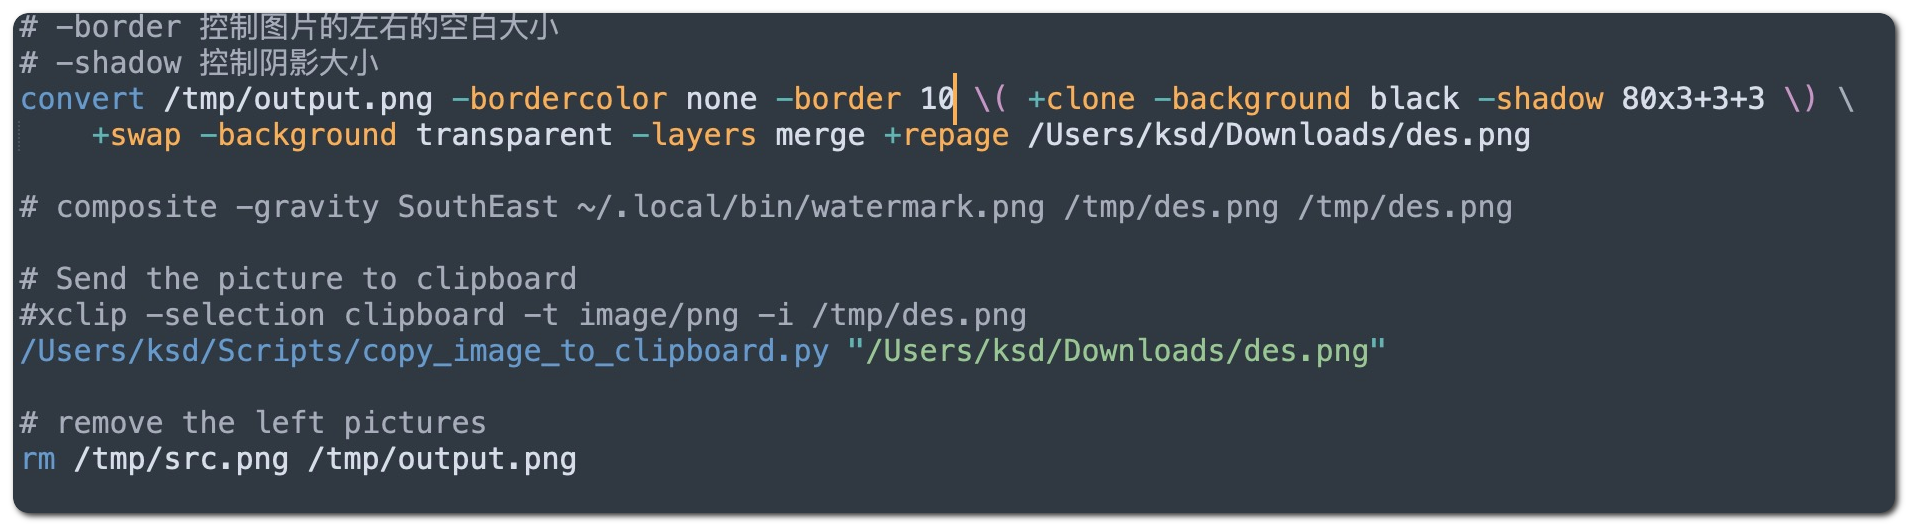 # -border 控制图片的左右的空白大小
# -shadow 控制阴影大小
convert /tmp/output.png -bordercolor none -border 10 \( +clone -background black -shadow 80x3+3+3 \) \
    +swap -background transparent -layers merge +repage /Users/ksd/Downloads/des.png
# composite -gravity SouthEast ~/.local/bin/watermark.png /tmp/des.png /tmp/des.png
# Send the picture to clipboard
#xclip -selection clipboard -t image/png -i /tmp/des.png
/Users/ksd/Scripts/copy_image_to_clipboard.py "/Users/ksd/Downloads/des.png"
# remove the left pictures
rm /tmp/src.png /tmp/output.png